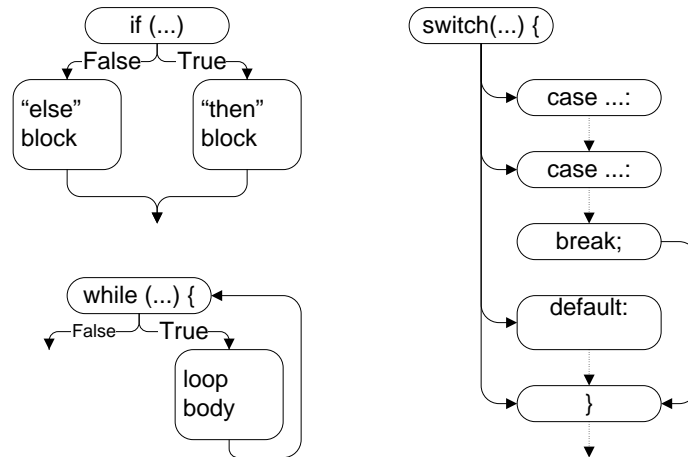 if (...)
False
True
“else”
block
“then”
block
while (...) {
False
True
loop
body
switch(...) {
case ...:
case ...:
break;
default:
}